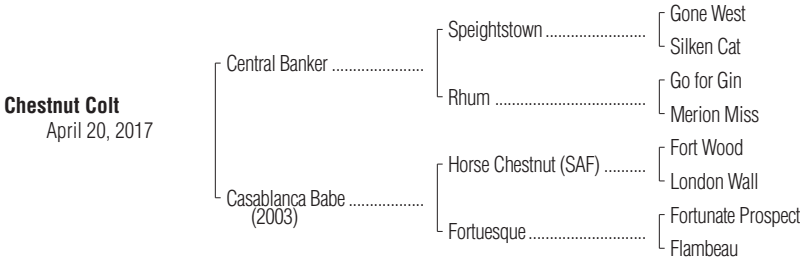 Gone West
Speightstown ........................
Silken Cat
Central Banker ......................
Go for Gin
Rhum ....................................
Merion Miss
Chestnut Colt
April 20, 2017
Fort Wood
Horse Chestnut (SAF) ..........
London Wall
Casablanca Babe ..................
(2003)
Fortunate Prospect
Fortuesque ............................
Flambeau